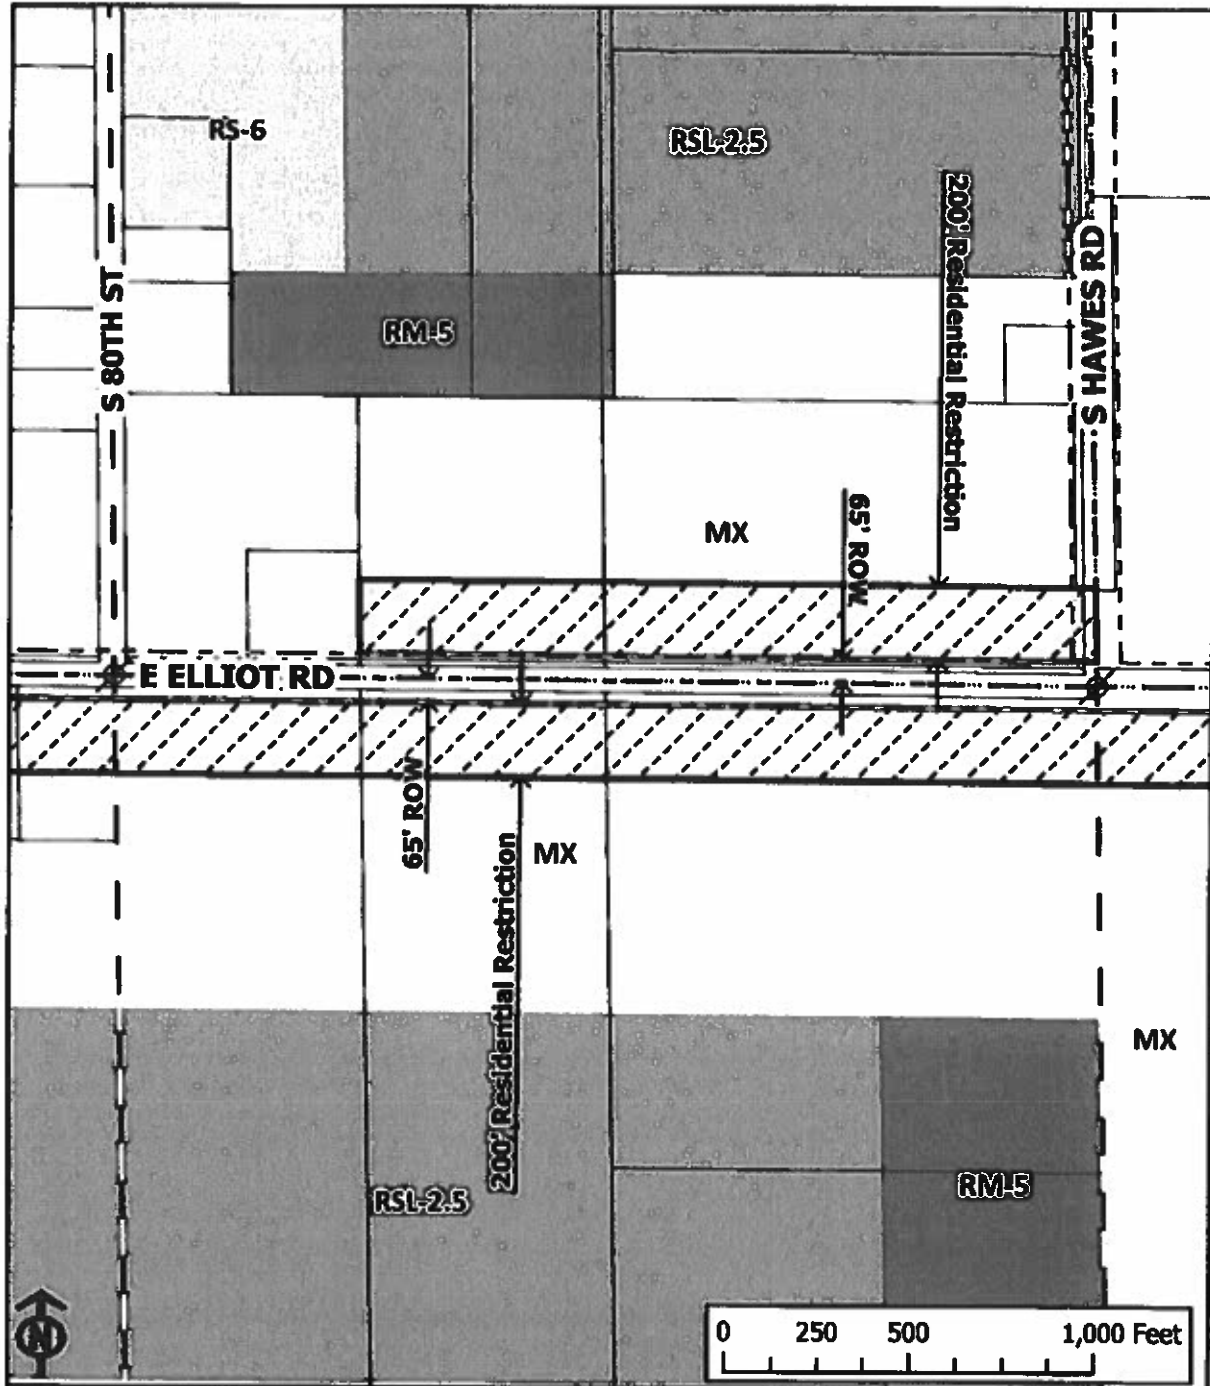 RS-6
RSL-2.5
200' Residential Restriction
S HAWES RD
S 80TH ST
RM-5
MX
65' ROW
E ELLIOT RD
65' ROW
MX
200' Residential Restriction
MX
RSL-2.5
RM-5
N
0 250 500 1,000 Feet